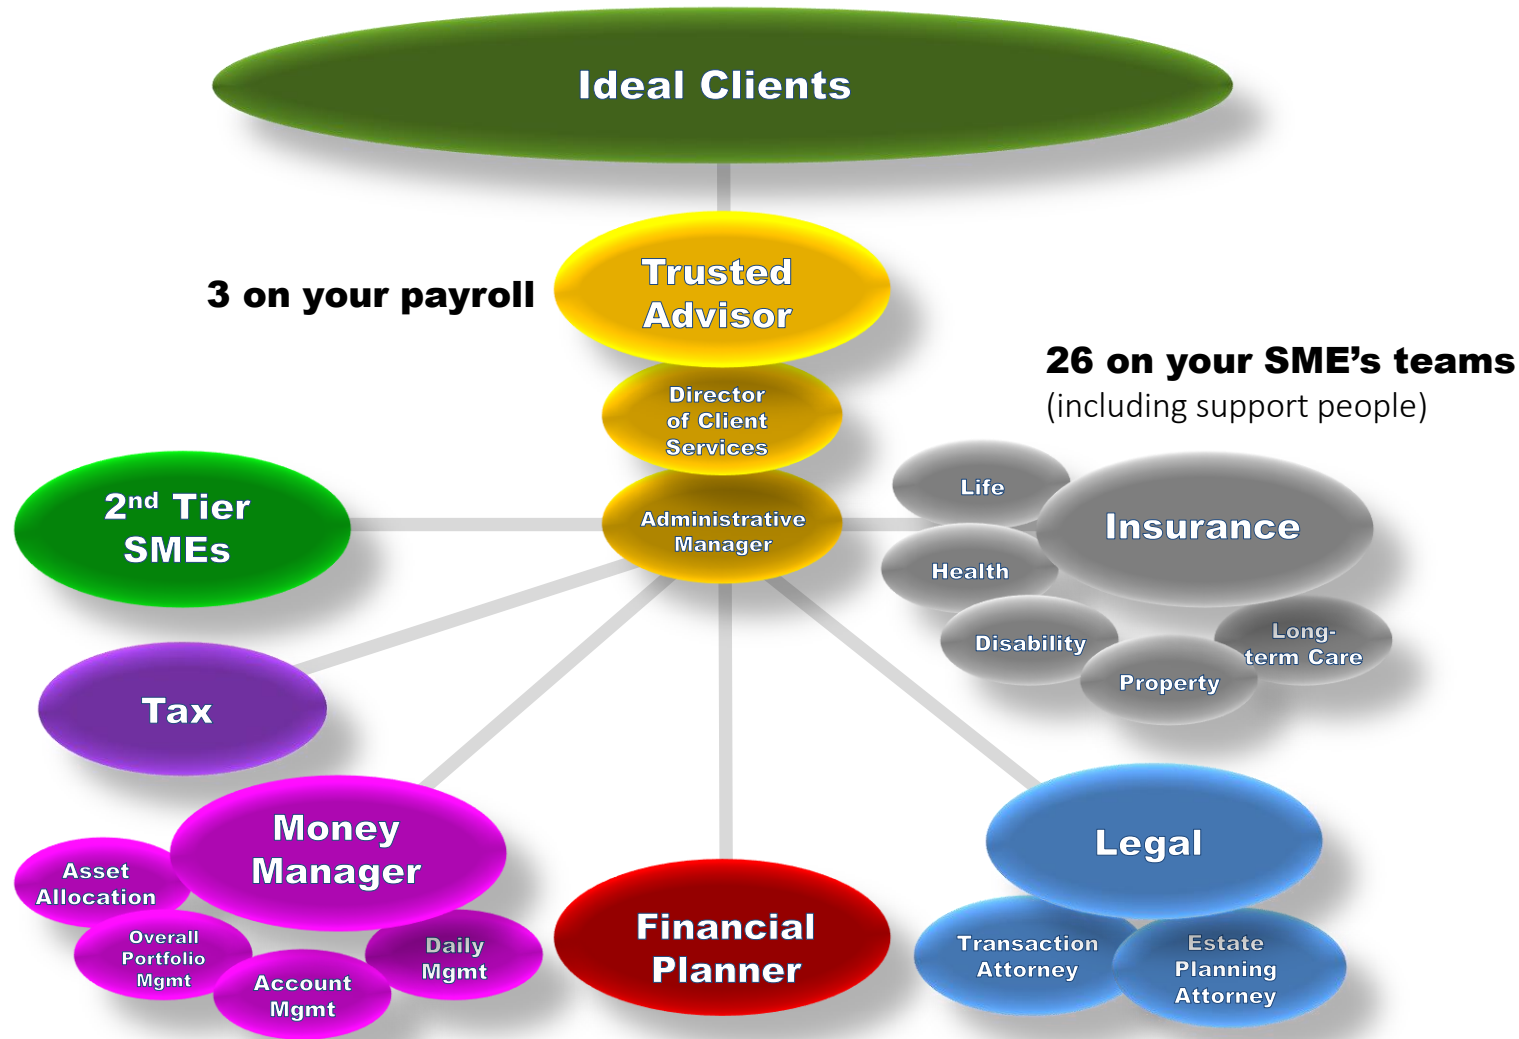 Ideal Clients
Trusted
Advisor
3 on your payroll
26 on your SME’s teams
(including support people)
Director
of Client
Services
Administrative
Manager
2nd Tier
SMEs
Life
Insurance
Health
Disability
Property
Long-
term Care
Tax
Money
Manager
Asset
Allocation
Overall
Portfolio
Mgmt
Account
Mgmt
Daily
Mgmt
Financial
Planner
Legal
Transaction
Attorney
Estate
Planning
Attorney